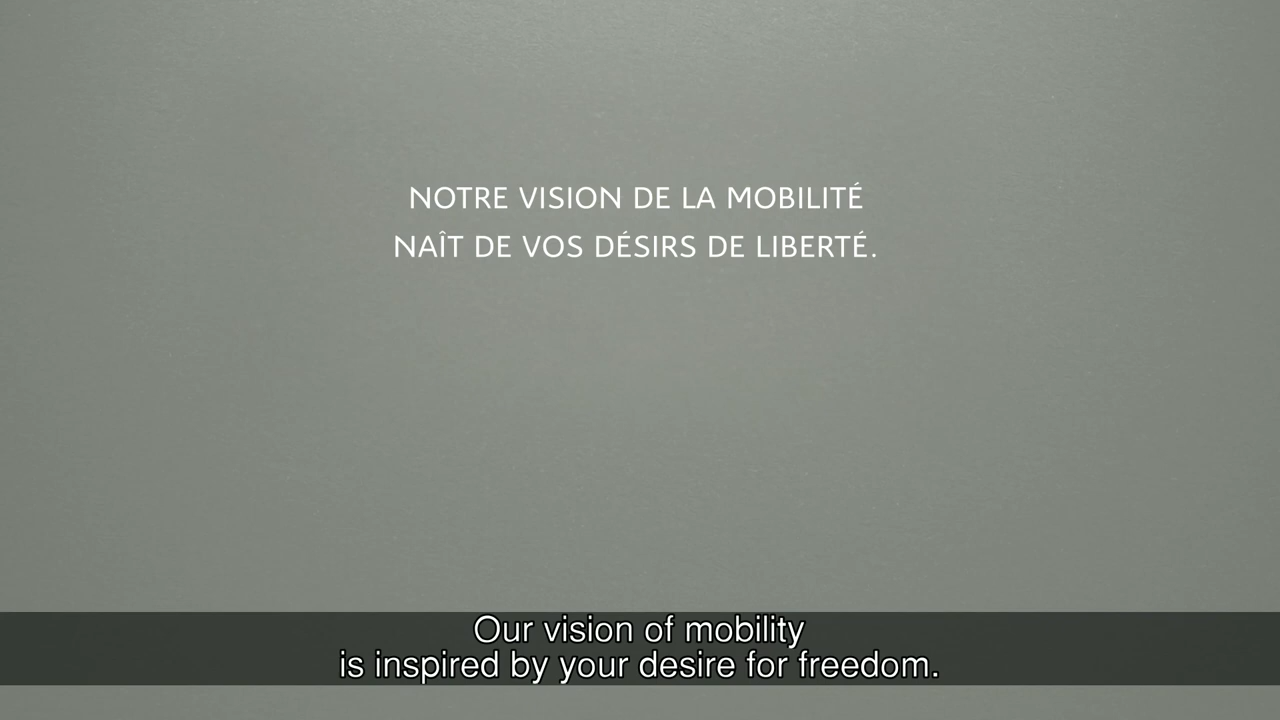 NOTRE VISION DE LA MOBILITÉ
NAÎT DE VOS DÉSIRS DE LIBERTÉ.
Our vision of mobility
is inspired by your desire for freedom.